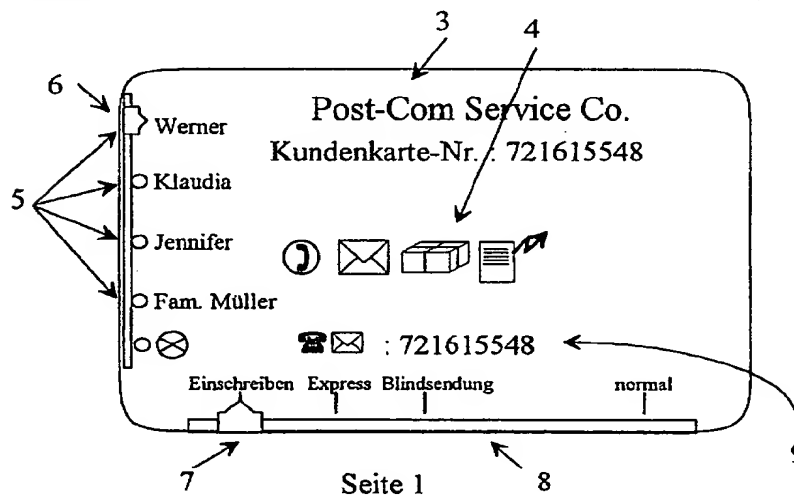 3
4
6
Post-Com Service Co.
Werner
Kundenkarte-Nr. : 721615548
5
Klaudia
Jennifer
Fam. Müller
: 721615548
Einschreiben Express Blindsendung normal
9
7
8
Seite 1